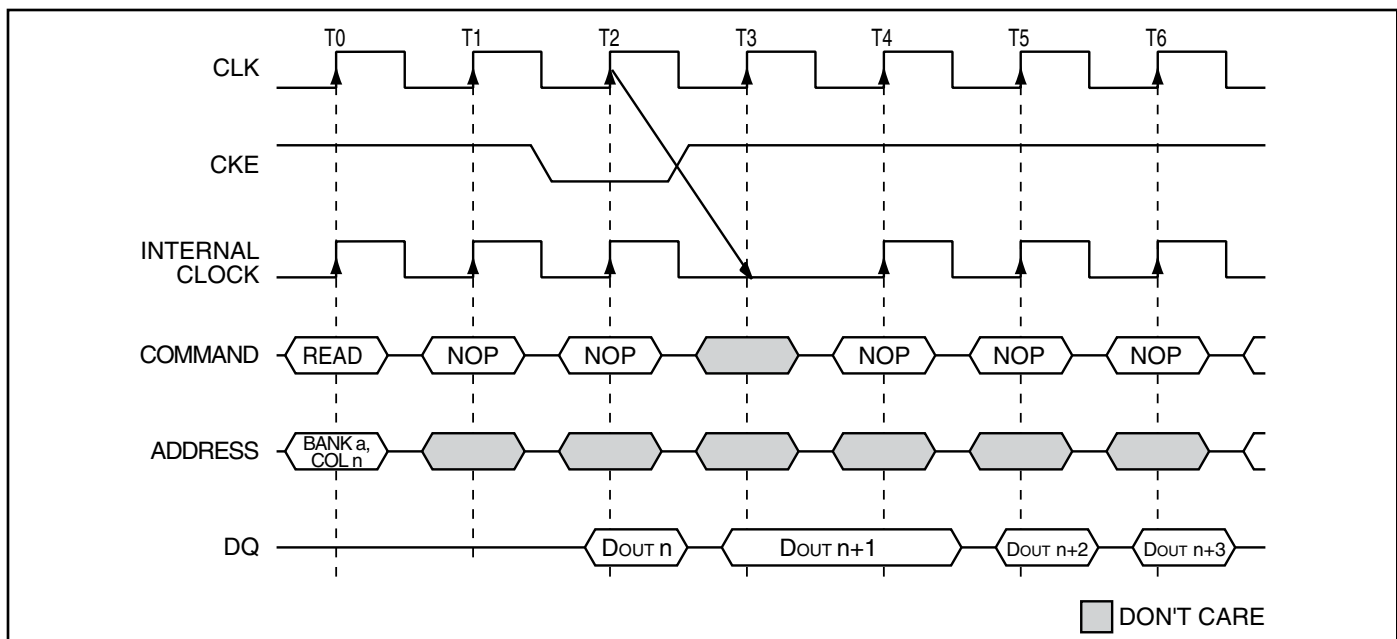 T0 T1 T2 T3 T4 T5 T6
CLK
CKE
INTERNAL
CLOCK
COMMAND READ NOP NOP NOP NOP NOP
ADDRESS BANK a,
COL n
DQ DOUT n DOUT n+1 DOUT n+2 DOUT n+3
DON'T CARE